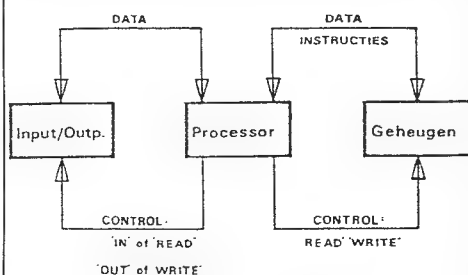 DATA
DATA
INSTRUCTIES
Input/Outp.
Processor
Geheugen
CONTROL:
'IN' of 'READ'
'OUT' of WRITE'
CONTROL:
READ' 'WRITE'